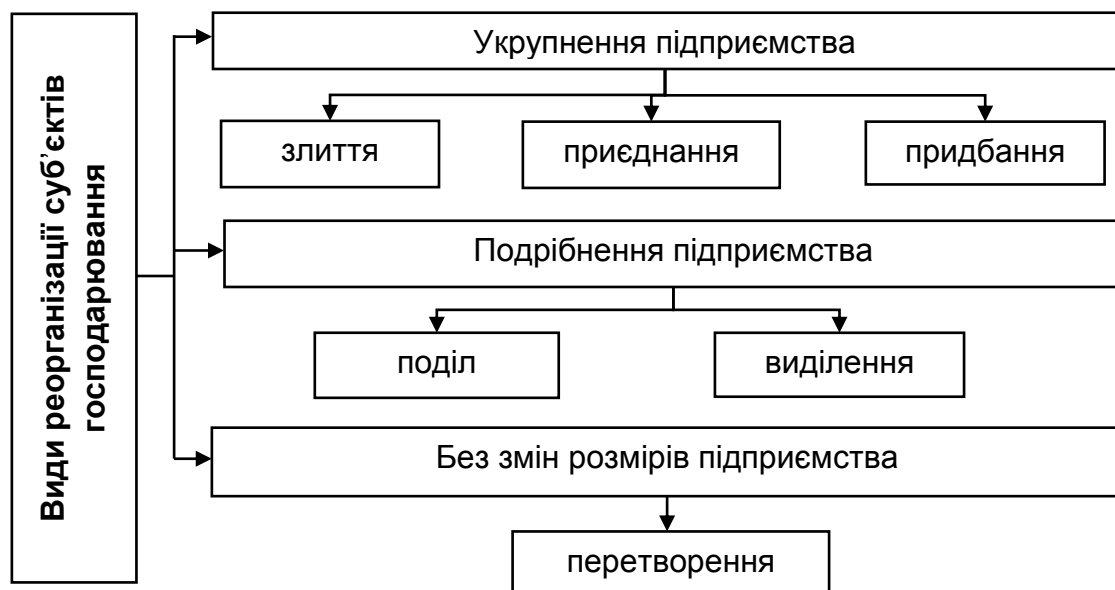 Види реорганізації суб’єктів
господарювання
Укрупнення підприємства
злиття
приєднання
придбання
Подрібнення підприємства
поділ
виділення
Без змін розмірів підприємства
перетворення